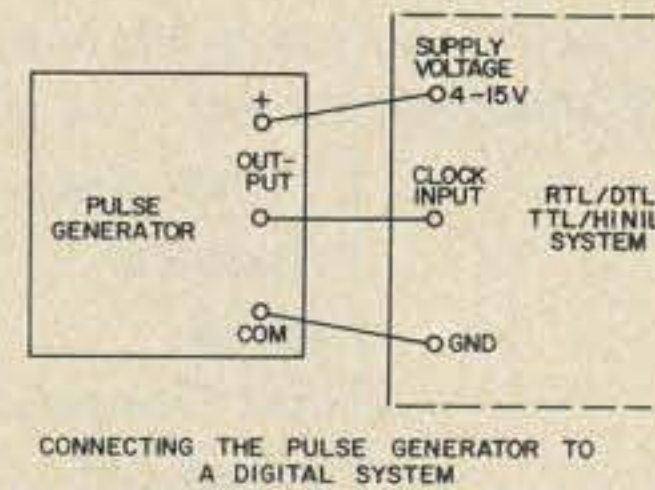 +
OUT-
PUT
PULSE
GENERATOR
COM
SUPPLY
VOLTAGE
4-15V
CLOCK
INPUT
GND
RTL/DTL
TTL/HINIL
SYSTEM
CONNECTING THE PULSE GENERATOR TO
A DIGITAL SYSTEM